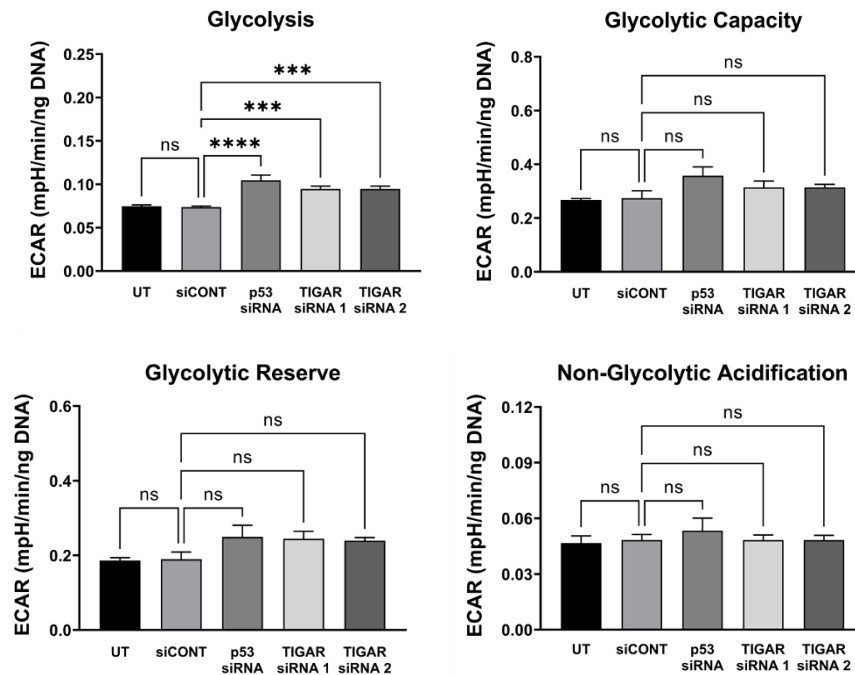 Glycolysis
ECAR (mpH/min/ng DNA)
0.25
0.20
0.15
0.10
0.05
0.00
ns
****
***
***
UT
siCONT
p53
siRNA
TIGAR
siRNA 1
TIGAR
siRNA 2
Glycolytic Capacity
ECAR (mpH/min/ng DNA)
0.8
0.6
0.4
0.2
0.0
ns
ns
ns
ns
UT
siCONT
p53
siRNA
TIGAR
siRNA 1
TIGAR
siRNA 2
Glycolytic Reserve
ECAR (mpH/min/ng DNA)
0.6
0.4
0.2
0.0
ns
ns
ns
ns
UT
siCONT
p53
siRNA
TIGAR
siRNA 1
TIGAR
siRNA 2
Non-Glycolytic Acidification
ECAR (mpH/min/ng DNA)
0.12
0.09
0.06
0.03
0.00
ns
ns
ns
ns
UT
siCONT
p53
siRNA
TIGAR
siRNA 1
TIGAR
siRNA 2